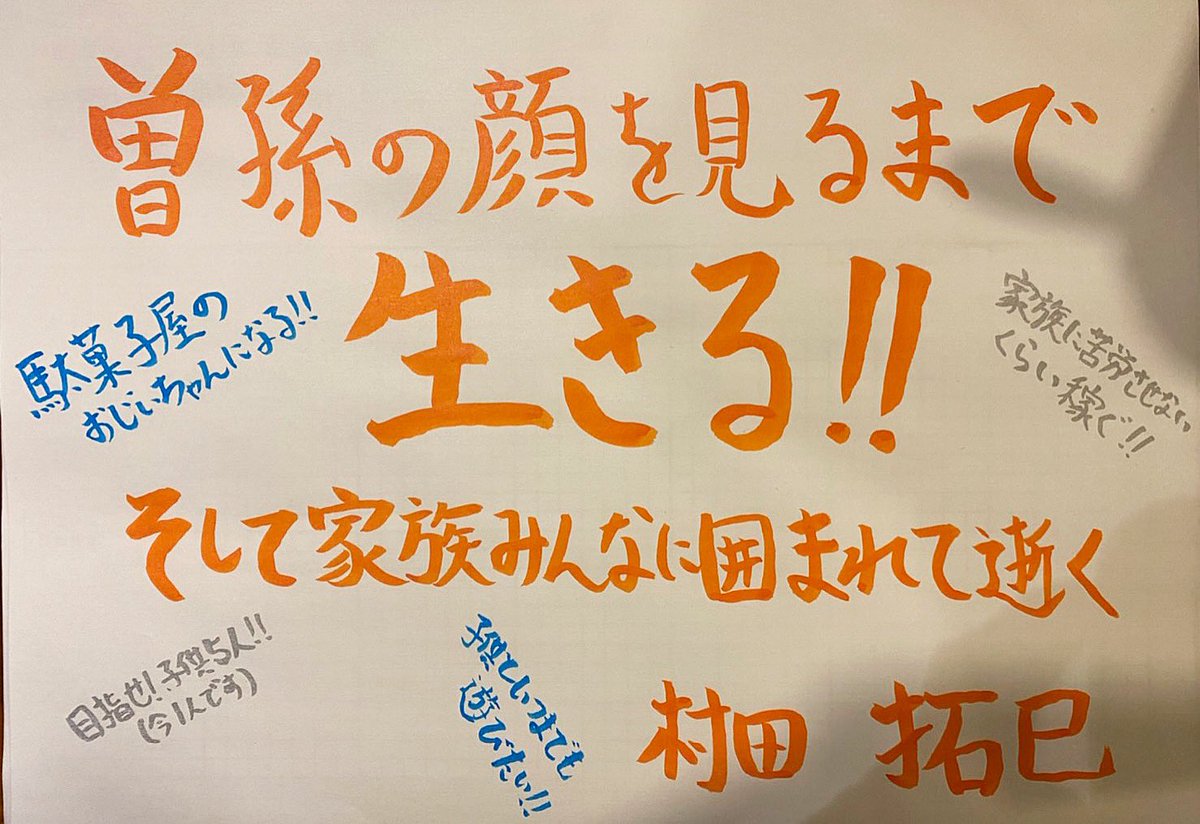 曽孫の顔を見るまで
生きる!!
駄菓子屋の
おじいちゃんになる!!
家族に苦労させない
くらい稼ぐ!!
そして家族みんなに囲まれて逝く
目指せ!子供5人!!
(今1人です)
子供といつまでも
遊びたい!!
村田 拓巳